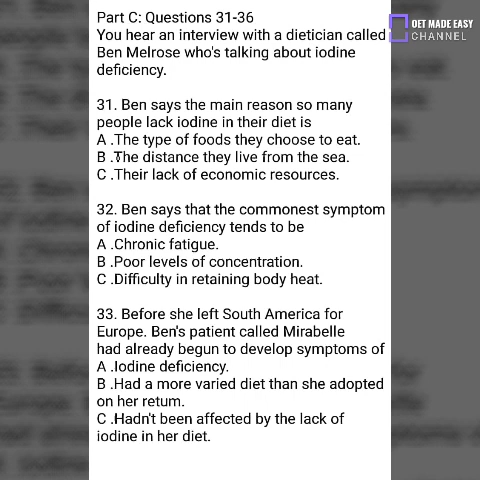 Part C: Questions 31-36
You hear an interview with a dietician called
Ben Melrose who's talking about iodine
deficiency.
31. Ben says the main reason so many
people lack iodine in their diet is
A .The type of foods they choose to eat.
B .The distance they live from the sea.
C .Their lack of economic resources.
32. Ben says that the commonest symptom
of iodine deficiency tends to be
A .Chronic fatigue.
B .Poor levels of concentration.
C .Difficulty in retaining body heat.
33. Before she left South America for
Europe. Ben's patient called Mirabelle
had already begun to develop symptoms of
A .Iodine deficiency.
B .Had a more varied diet than she adopted
on her retum.
C .Hadn't been affected by the lack of
iodine in her diet.
OET MADE EASY
CHANNEL